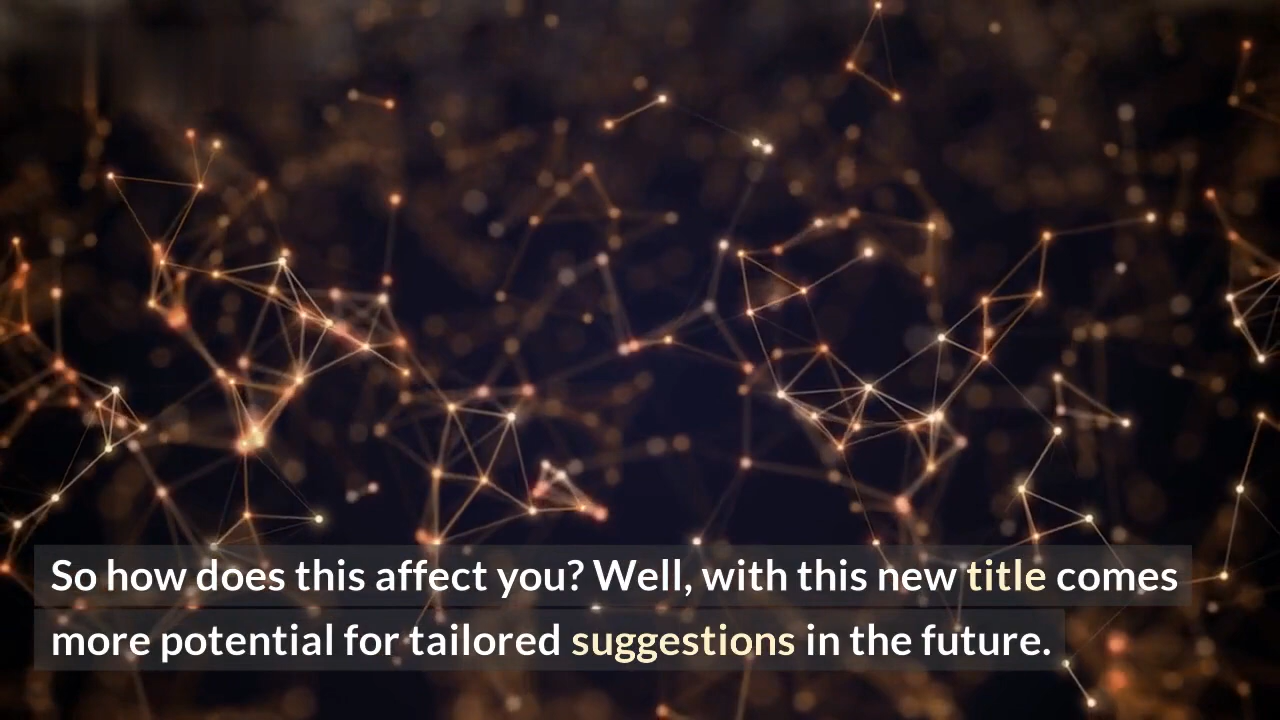 So how does this affect you? Well, with this new title comes
more potential for tailored suggestions in the future.